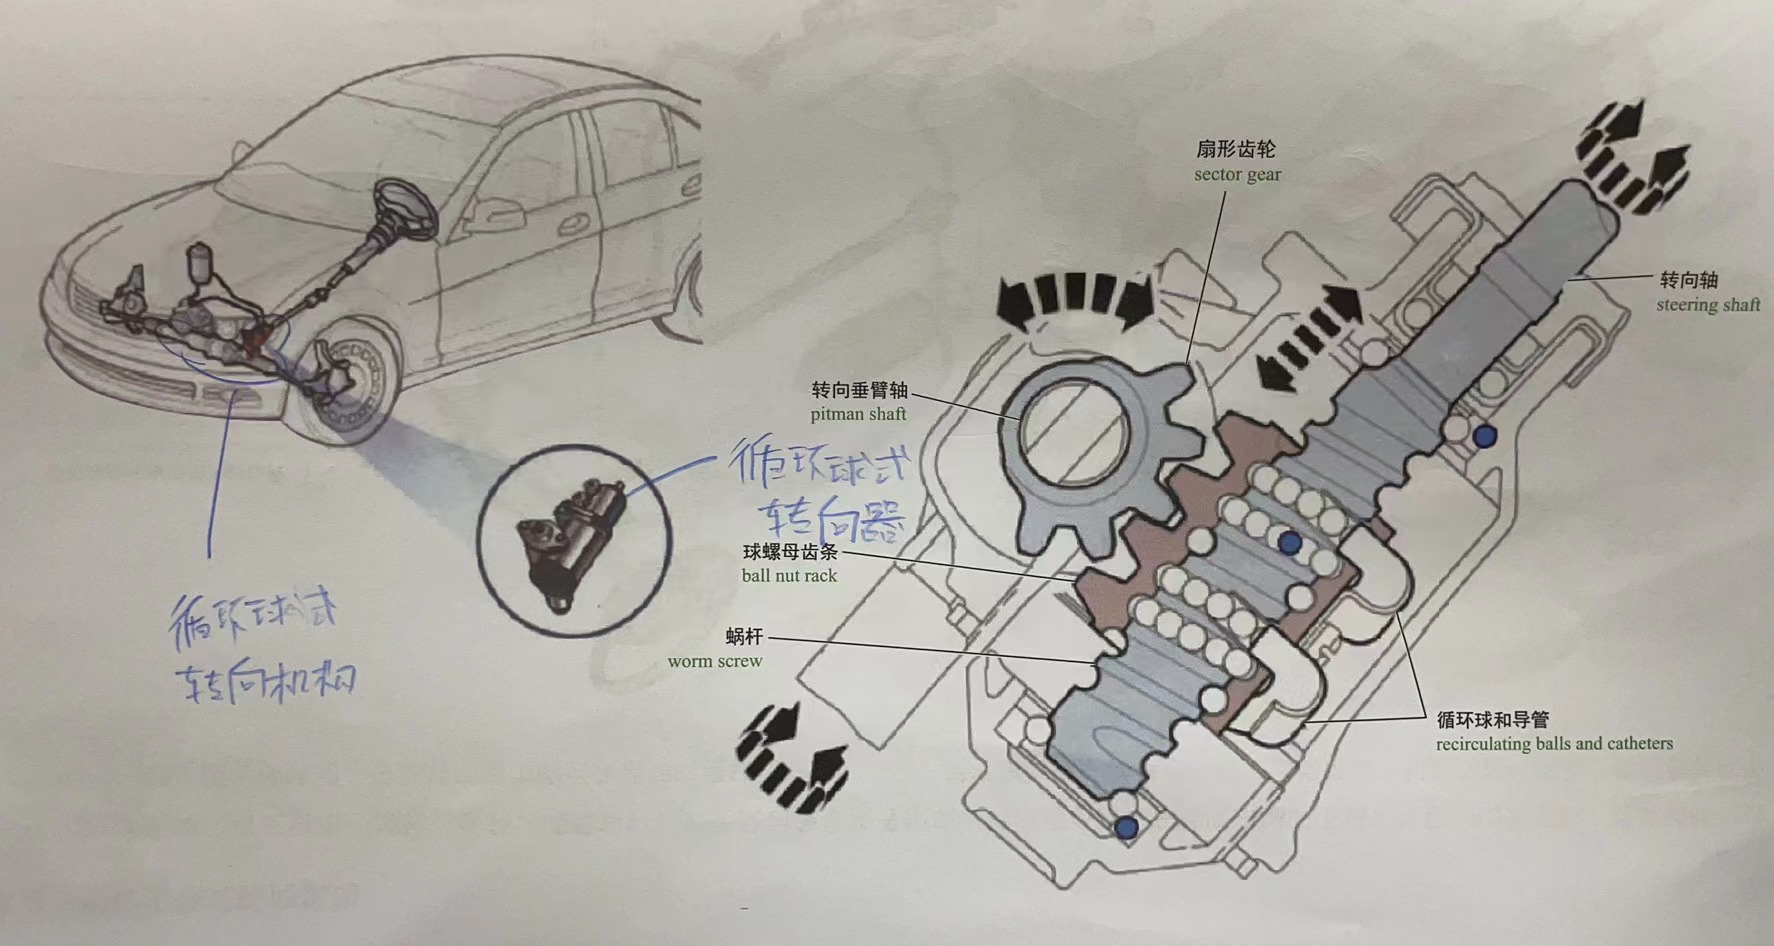 扇形齿轮
sector gear
转向轴
steering shaft
转向垂臂轴
pitman shaft
循环球式
转向器
球螺母齿条
ball nut rack
蜗杆
worm screw
循环球式
转向机构
循环球和导管
recirculating balls and catheters